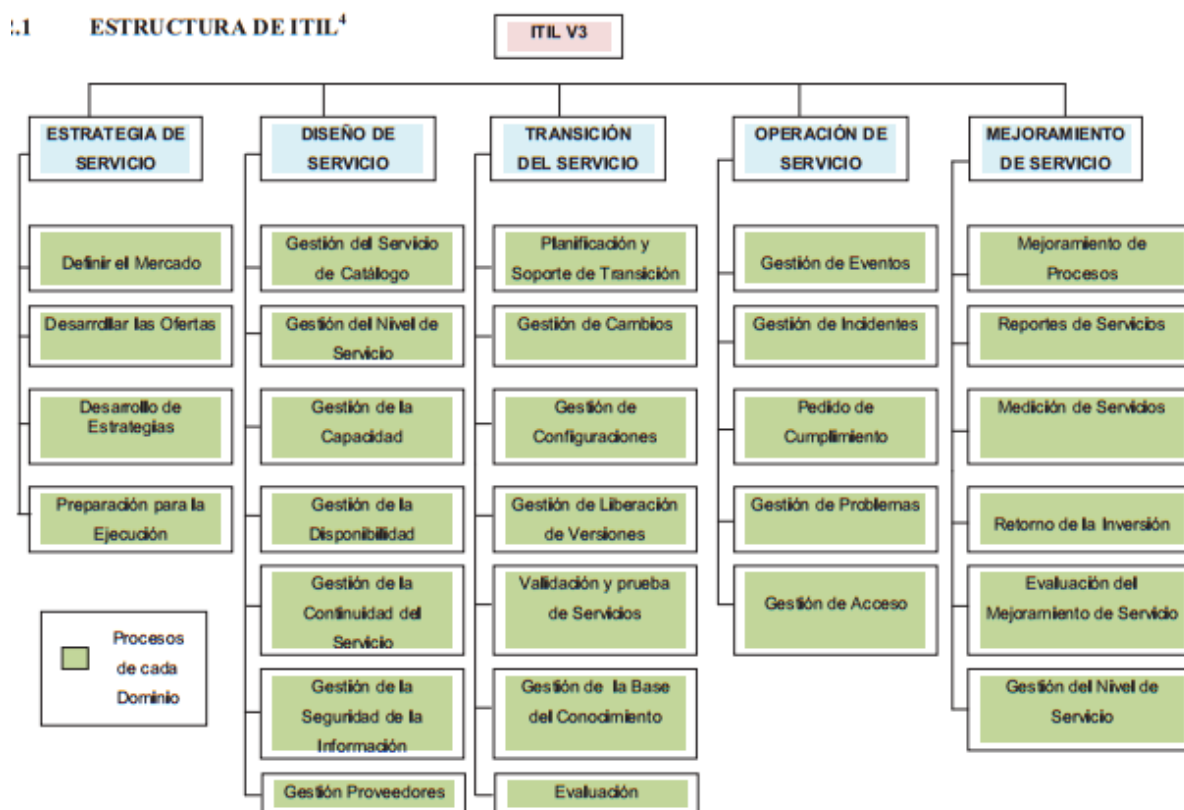 :.1 ESTRUCTURA DE ITIL4
ITIL V3
ESTRATEGIA DE
SERVICIO
Definir el Mercado
Desarrollar las Ofertas
Desarrollo de
Estrategias
Preparación para la
Ejecución
DISEÑO DE
SERVICIO
Gestión del Servicio
de Catálogo
Gestión del Nivel de
Servicio
Gestión de la
Capacidad
Gestión de la
Disponibilidad
Gestión de la
Continuidad del
Servicio
Gestión de la
Seguridad de la
Información
Gestión Proveedores
TRANSICIÓN
DEL SERVICIO
Planificación y
Soporte de Transición
Gestión de Cambios
Gestión de
Configuraciones
Gestión de Liberación
de Versiones
Validación y prueba
de Servicios
Gestión de la Base
del Conocimiento
Evaluación
OPERACIÓN DE
SERVICIO
Gestión de Eventos
Gestión de Incidentes
Pedido de
Cumplimiento
Gestión de Problemas
Gestión de Acceso
MEJORAMIENTO
DE SERVICIO
Mejoramiento de
Procesos
Reportes de Servicios
Medición de Servicios
Retorno de la Inversión
Evaluación del
Mejoramiento de Servicio
Gestión del Nivel de
Servicio
Procesos
de cada
Dominio